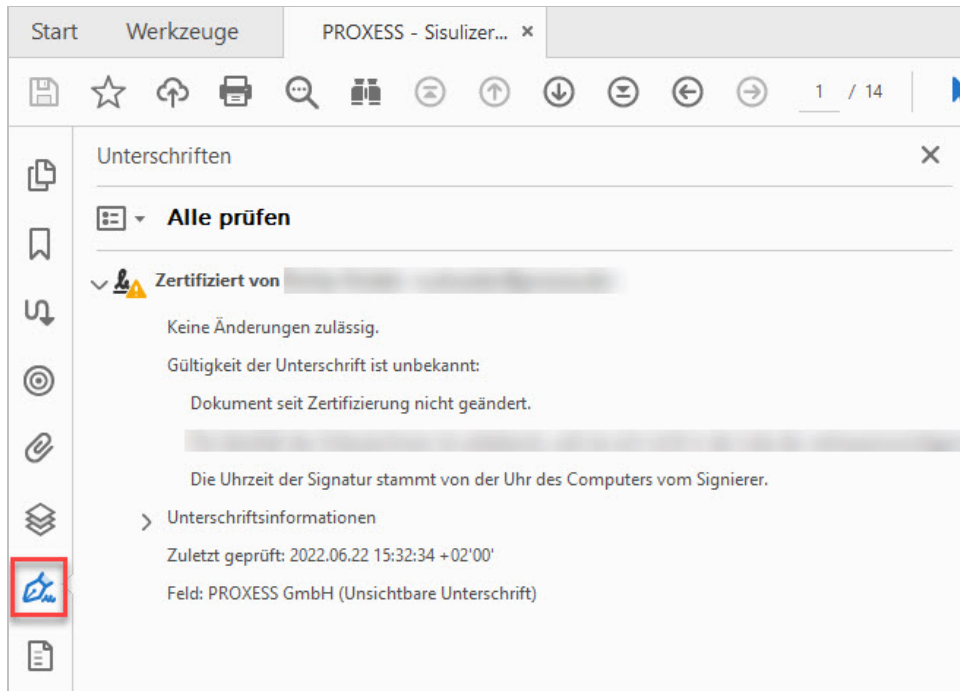 Start Werkzeuge PROXESS - Sisulizer... ×
1 / 14
Unterschriften
Alle prüfen
Zertifiziert von
Keine Änderungen zulässig.
Gültigkeit der Unterschrift ist unbekannt:
Dokument seit Zertifizierung nicht geändert.
Die Uhrzeit der Signatur stammt von der Uhr des Computers vom Signierer.
Unterschriftsinformationen
Zuletzt geprüft: 2022.06.22 15:32:34 +02'00'
Feld: PROXESS GmbH (Unsichtbare Unterschrift)